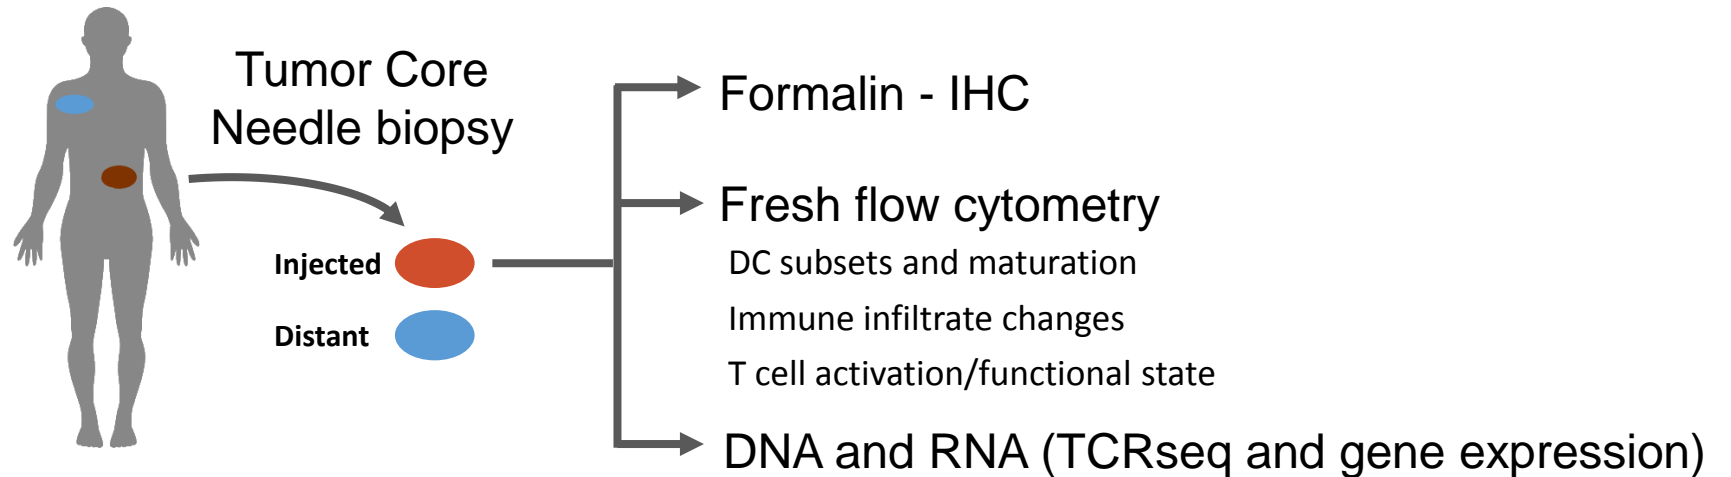 Tumor Core
Needle biopsy
Injected
Distant
Formalin - IHC
Fresh flow cytometry
DC subsets and maturation
Immune infiltrate changes
T cell activation/functional state
DNA and RNA (TCRseq and gene expression)